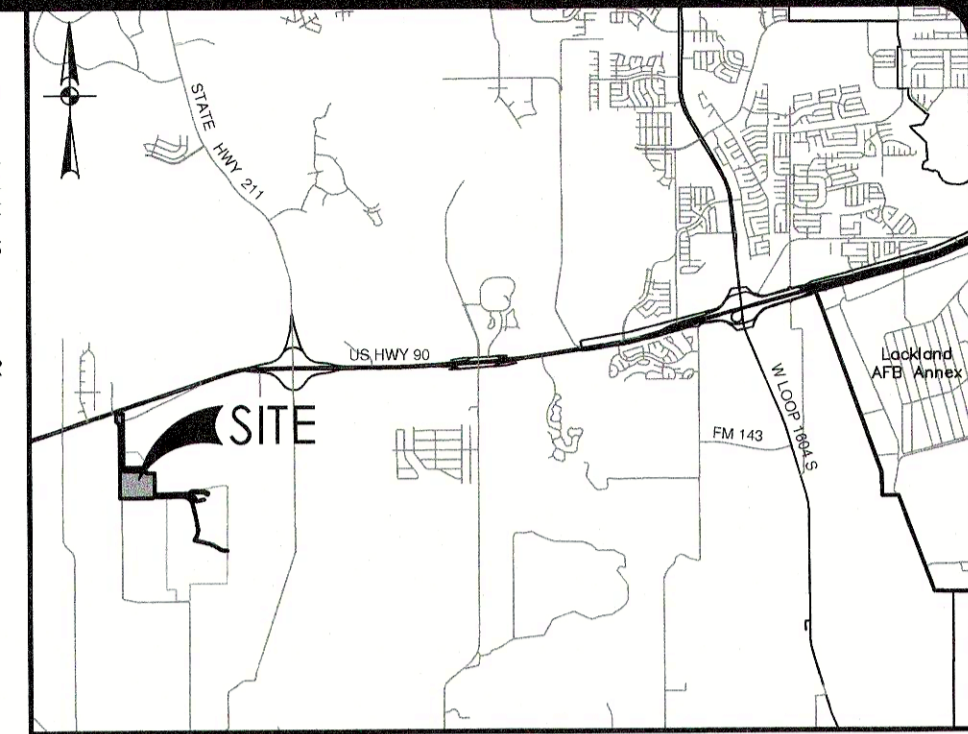 STATE HWY 211
US HWY 90
Lackland
AFB Annex
W LOOP 1604 S
SITE
FM 143